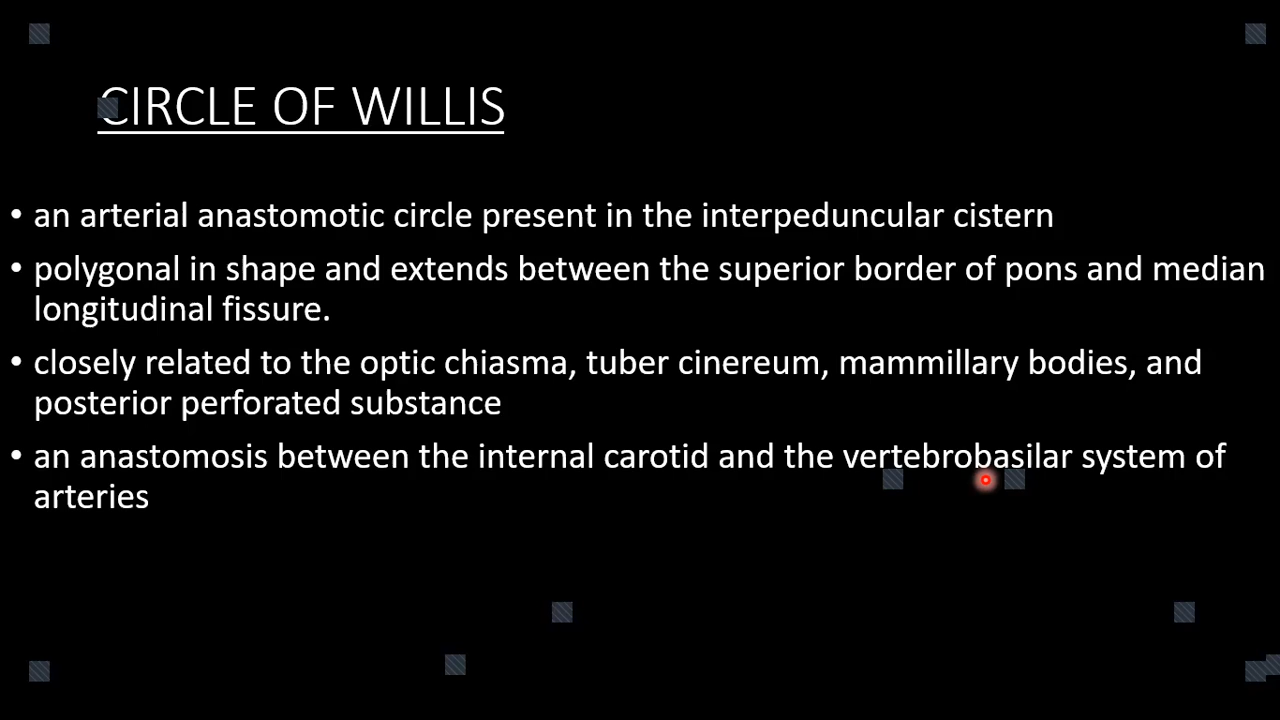 CIRCLE OF WILLIS
• an arterial anastomotic circle present in the interpeduncular cistern
• polygonal in shape and extends between the superior border of pons and median
longitudinal fissure.
• closely related to the optic chiasma, tuber cinereum, mammillary bodies, and
posterior perforated substance
• an anastomosis between the internal carotid and the vertebrobasilar system of
arteries